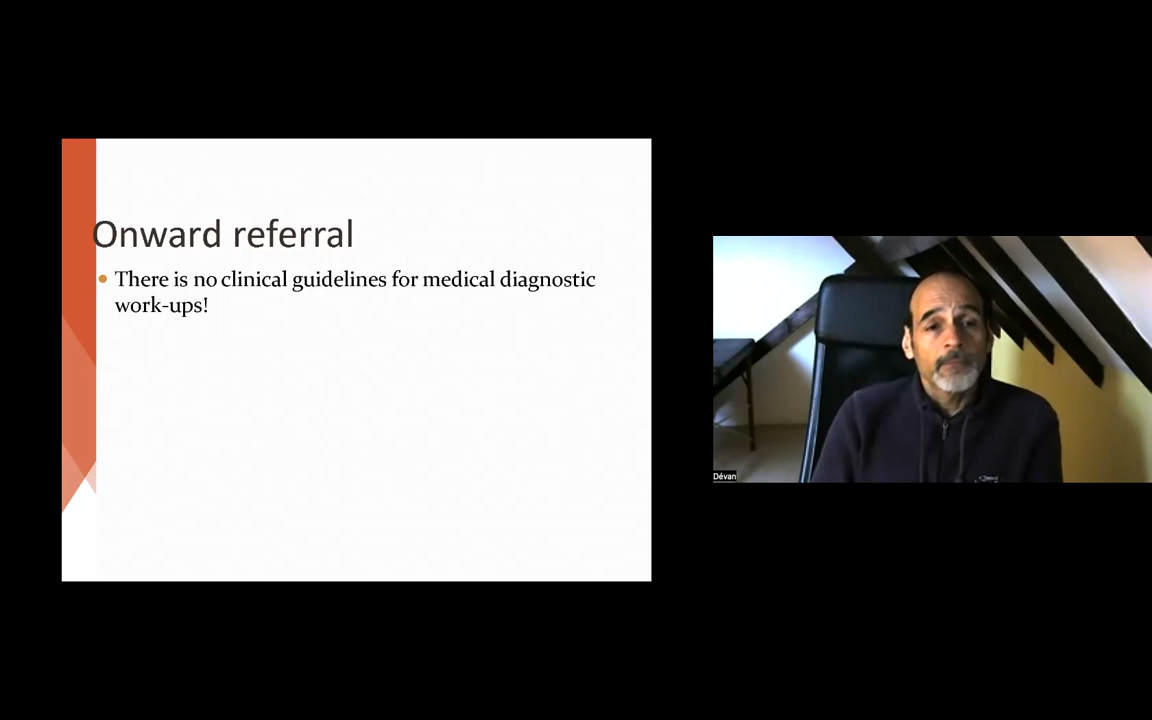 Onward referral
There is no clinical guidelines for medical diagnostic
work-ups!
Dévan